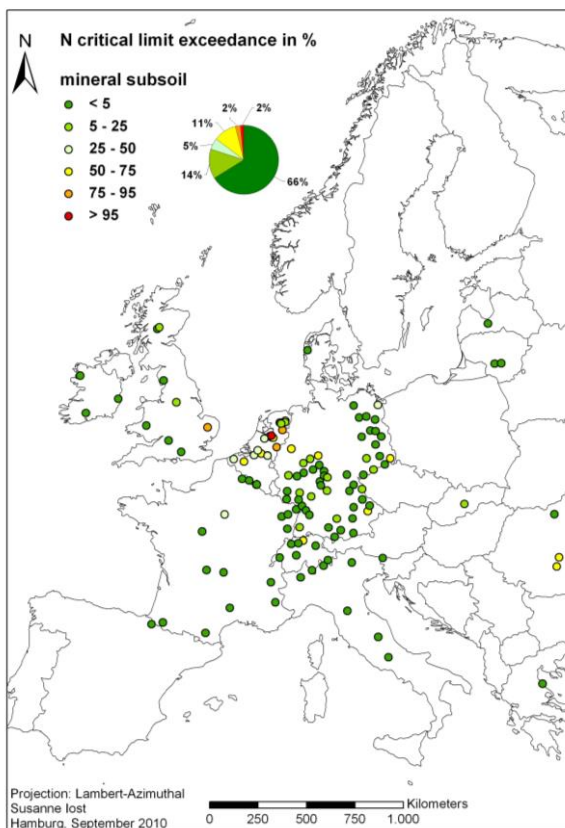 N critical limit exceedance in %
N
mineral subsoil
< 5
5 - 25
25 - 50
50 - 75
75 - 95
> 95
2%
2%
11%
5%
14%
66%
Projection: Lambert-Azimuthal
Susanne Iost
Hamburg, September 2010
Kilometers
0 250 500 750 1.000